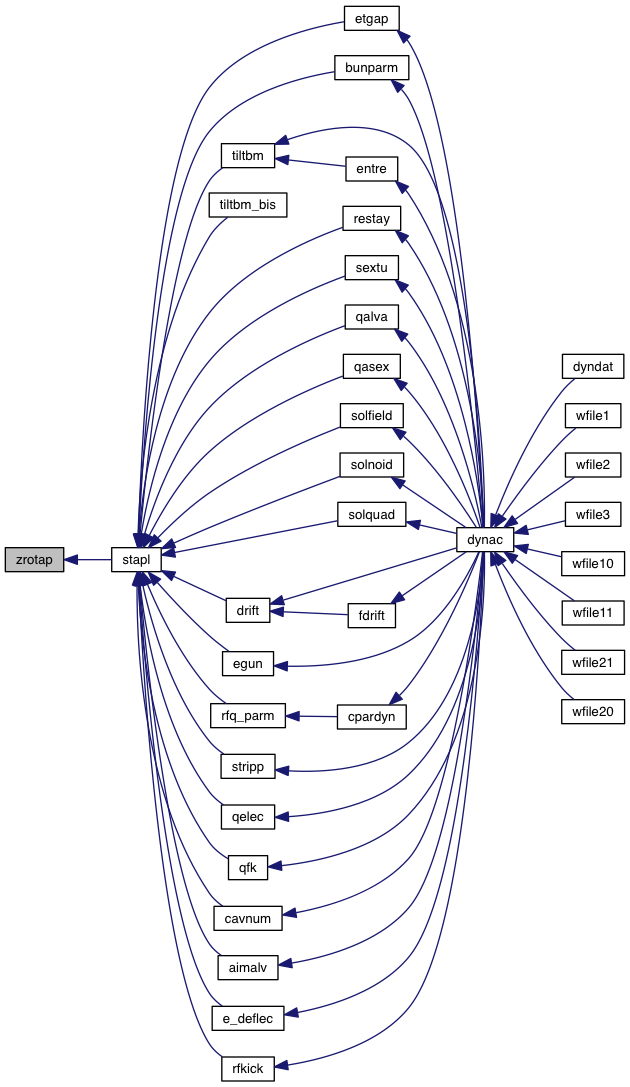 etgap
bunparm
tiltbm
entre
tiltbm_bis
restay
sextu
qalva
dyndat
qasex
wfile1
solfield
wfile2
solnoid
wfile3
solquad
dynac
zrotap
stapl
wfile10
drift
fdrift
wfile11
egun
wfile21
rfq_parm
cpardyn
wfile20
stripp
qelec
qfk
cavnum
aimalv
e_deflec
rfkick